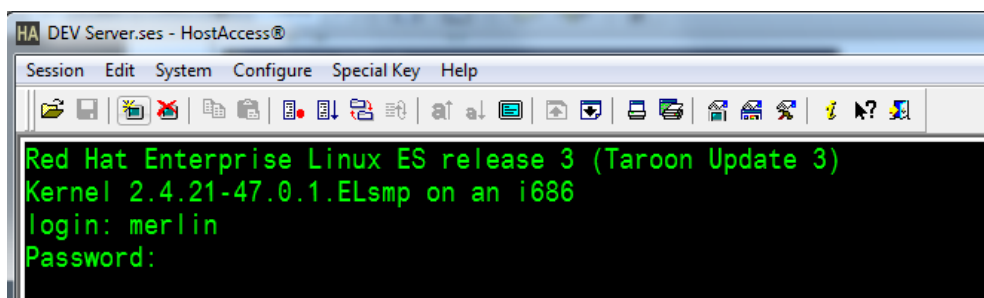 HA DEV Server.ses - HostAccess®
Session Edit System Configure Special Key Help
Red Hat Enterprise Linux ES release 3 (Taroon Update 3)
Kernel 2.4.21-47.0.1.ELsmp on an i686
login: merlin
Password: